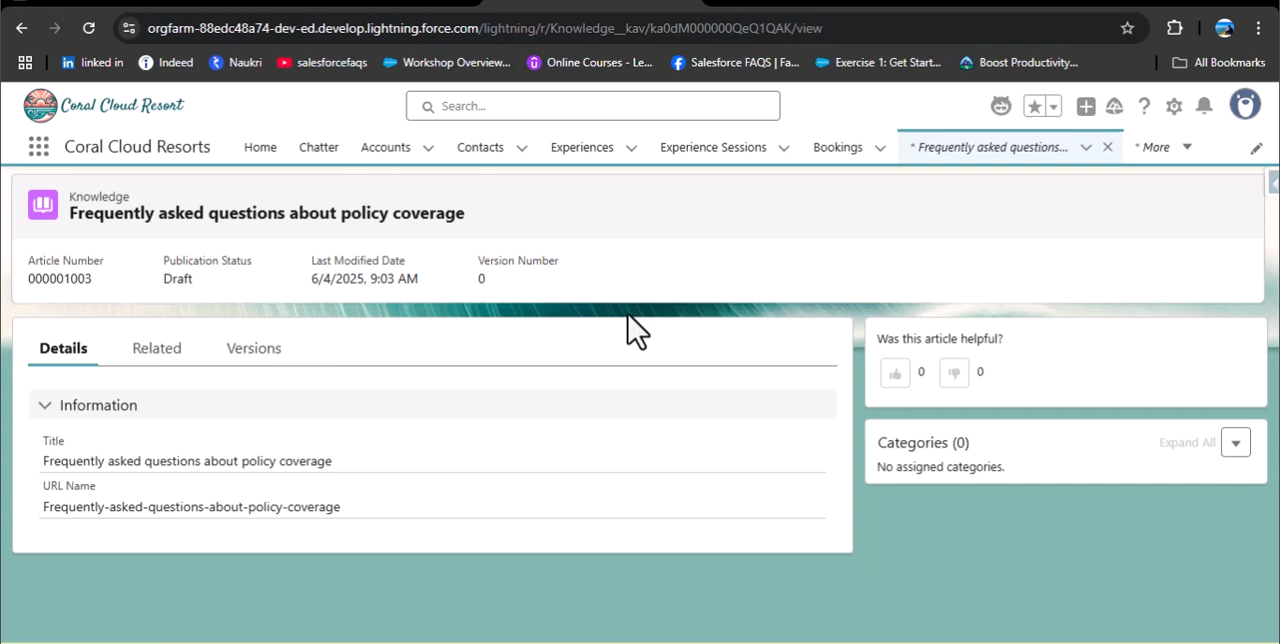 orgfarm-88edc48a74-dev-ed.develop.lightning.force.com/lightning/r/Knowledge__kav/ka0dM000000QeQ1QAK/view
linked in Indeed Naukri salesforcefaqs Workshop Overview... Online Courses - Le... Salesforce FAQS | Fa... Exercise 1: Get Start... Boost Productivity... All Bookmarks
Coral Cloud Resort Search...
Coral Cloud Resorts Home Chatter Accounts Contacts Experiences Experience Sessions Bookings * Frequently asked questions... * More
Knowledge
Frequently asked questions about policy coverage
Article Number Publication Status Last Modified Date Version Number
000001003 Draft 6/4/2025, 9:03 AM 0
Details Related Versions
Information
Title
Frequently asked questions about policy coverage
URL Name
Frequently-asked-questions-about-policy-coverage
Was this article helpful?
0 0
Categories (0) Expand All
No assigned categories.